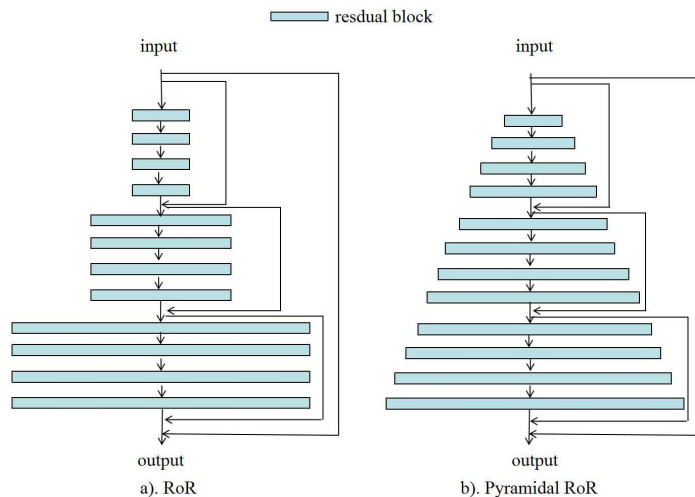 resdual block
input
input
output
output
a). RoR
b). Pyramidal RoR